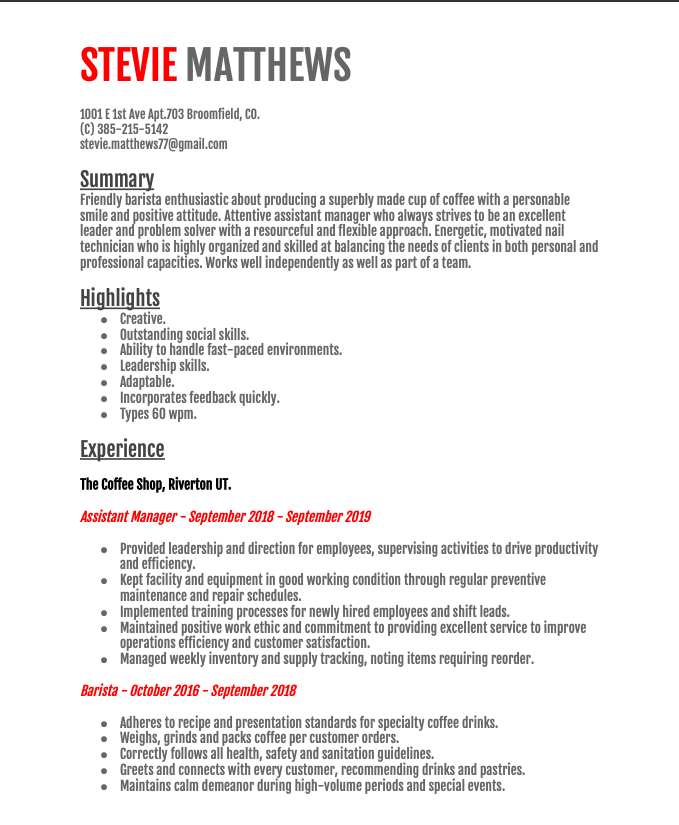 STEVIE MATTHEWS
1001 E 1st Ave Apt.703 Broomfield, CO.
(C) 385-215-5142
stevie.matthews77@gmail.com
Summary
Friendly barista enthusiastic about producing a superbly made cup of coffee with a personable
smile and positive attitude. Attentive assistant manager who always strives to be an excellent
leader and problem solver with a resourceful and flexible approach. Energetic, motivated nail
technician who is highly organized and skilled at balancing the needs of clients in both personal and
professional capacities. Works well independently as well as part of a team.
Highlights
● Creative.
● Outstanding social skills.
● Ability to handle fast-paced environments.
● Leadership skills.
● Adaptable.
● Incorporates feedback quickly.
● Types 60 wpm.
Experience
The Coffee Shop, Riverton UT.
Assistant Manager - September 2018 - September 2019
● Provided leadership and direction for employees, supervising activities to drive productivity
and efficiency.
● Kept facility and equipment in good working condition through regular preventive
maintenance and repair schedules.
● Implemented training processes for newly hired employees and shift leads.
● Maintained positive work ethic and commitment to providing excellent service to improve
operations efficiency and customer satisfaction.
● Managed weekly inventory and supply tracking, noting items requiring reorder.
Barista - October 2016 - September 2018
● Adheres to recipe and presentation standards for specialty coffee drinks.
● Weighs, grinds and packs coffee per customer orders.
● Correctly follows all health, safety and sanitation guidelines.
● Greets and connects with every customer, recommending drinks and pastries.
● Maintains calm demeanor during high-volume periods and special events.